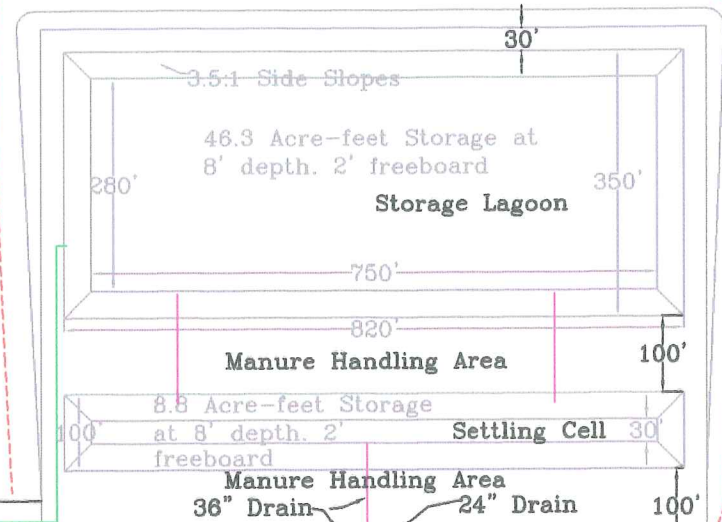 30'
3.5:1 Side Slopes
46.3 Acre-feet Storage at
8' depth. 2' freeboard
280'
350'
Storage Lagoon
750'
820'
Manure Handling Area
100'
8.8 Acre-feet Storage
100'
at 8' depth. 2'
Settling Cell
30'
freeboard
Manure Handling Area
36" Drain
24" Drain
100'